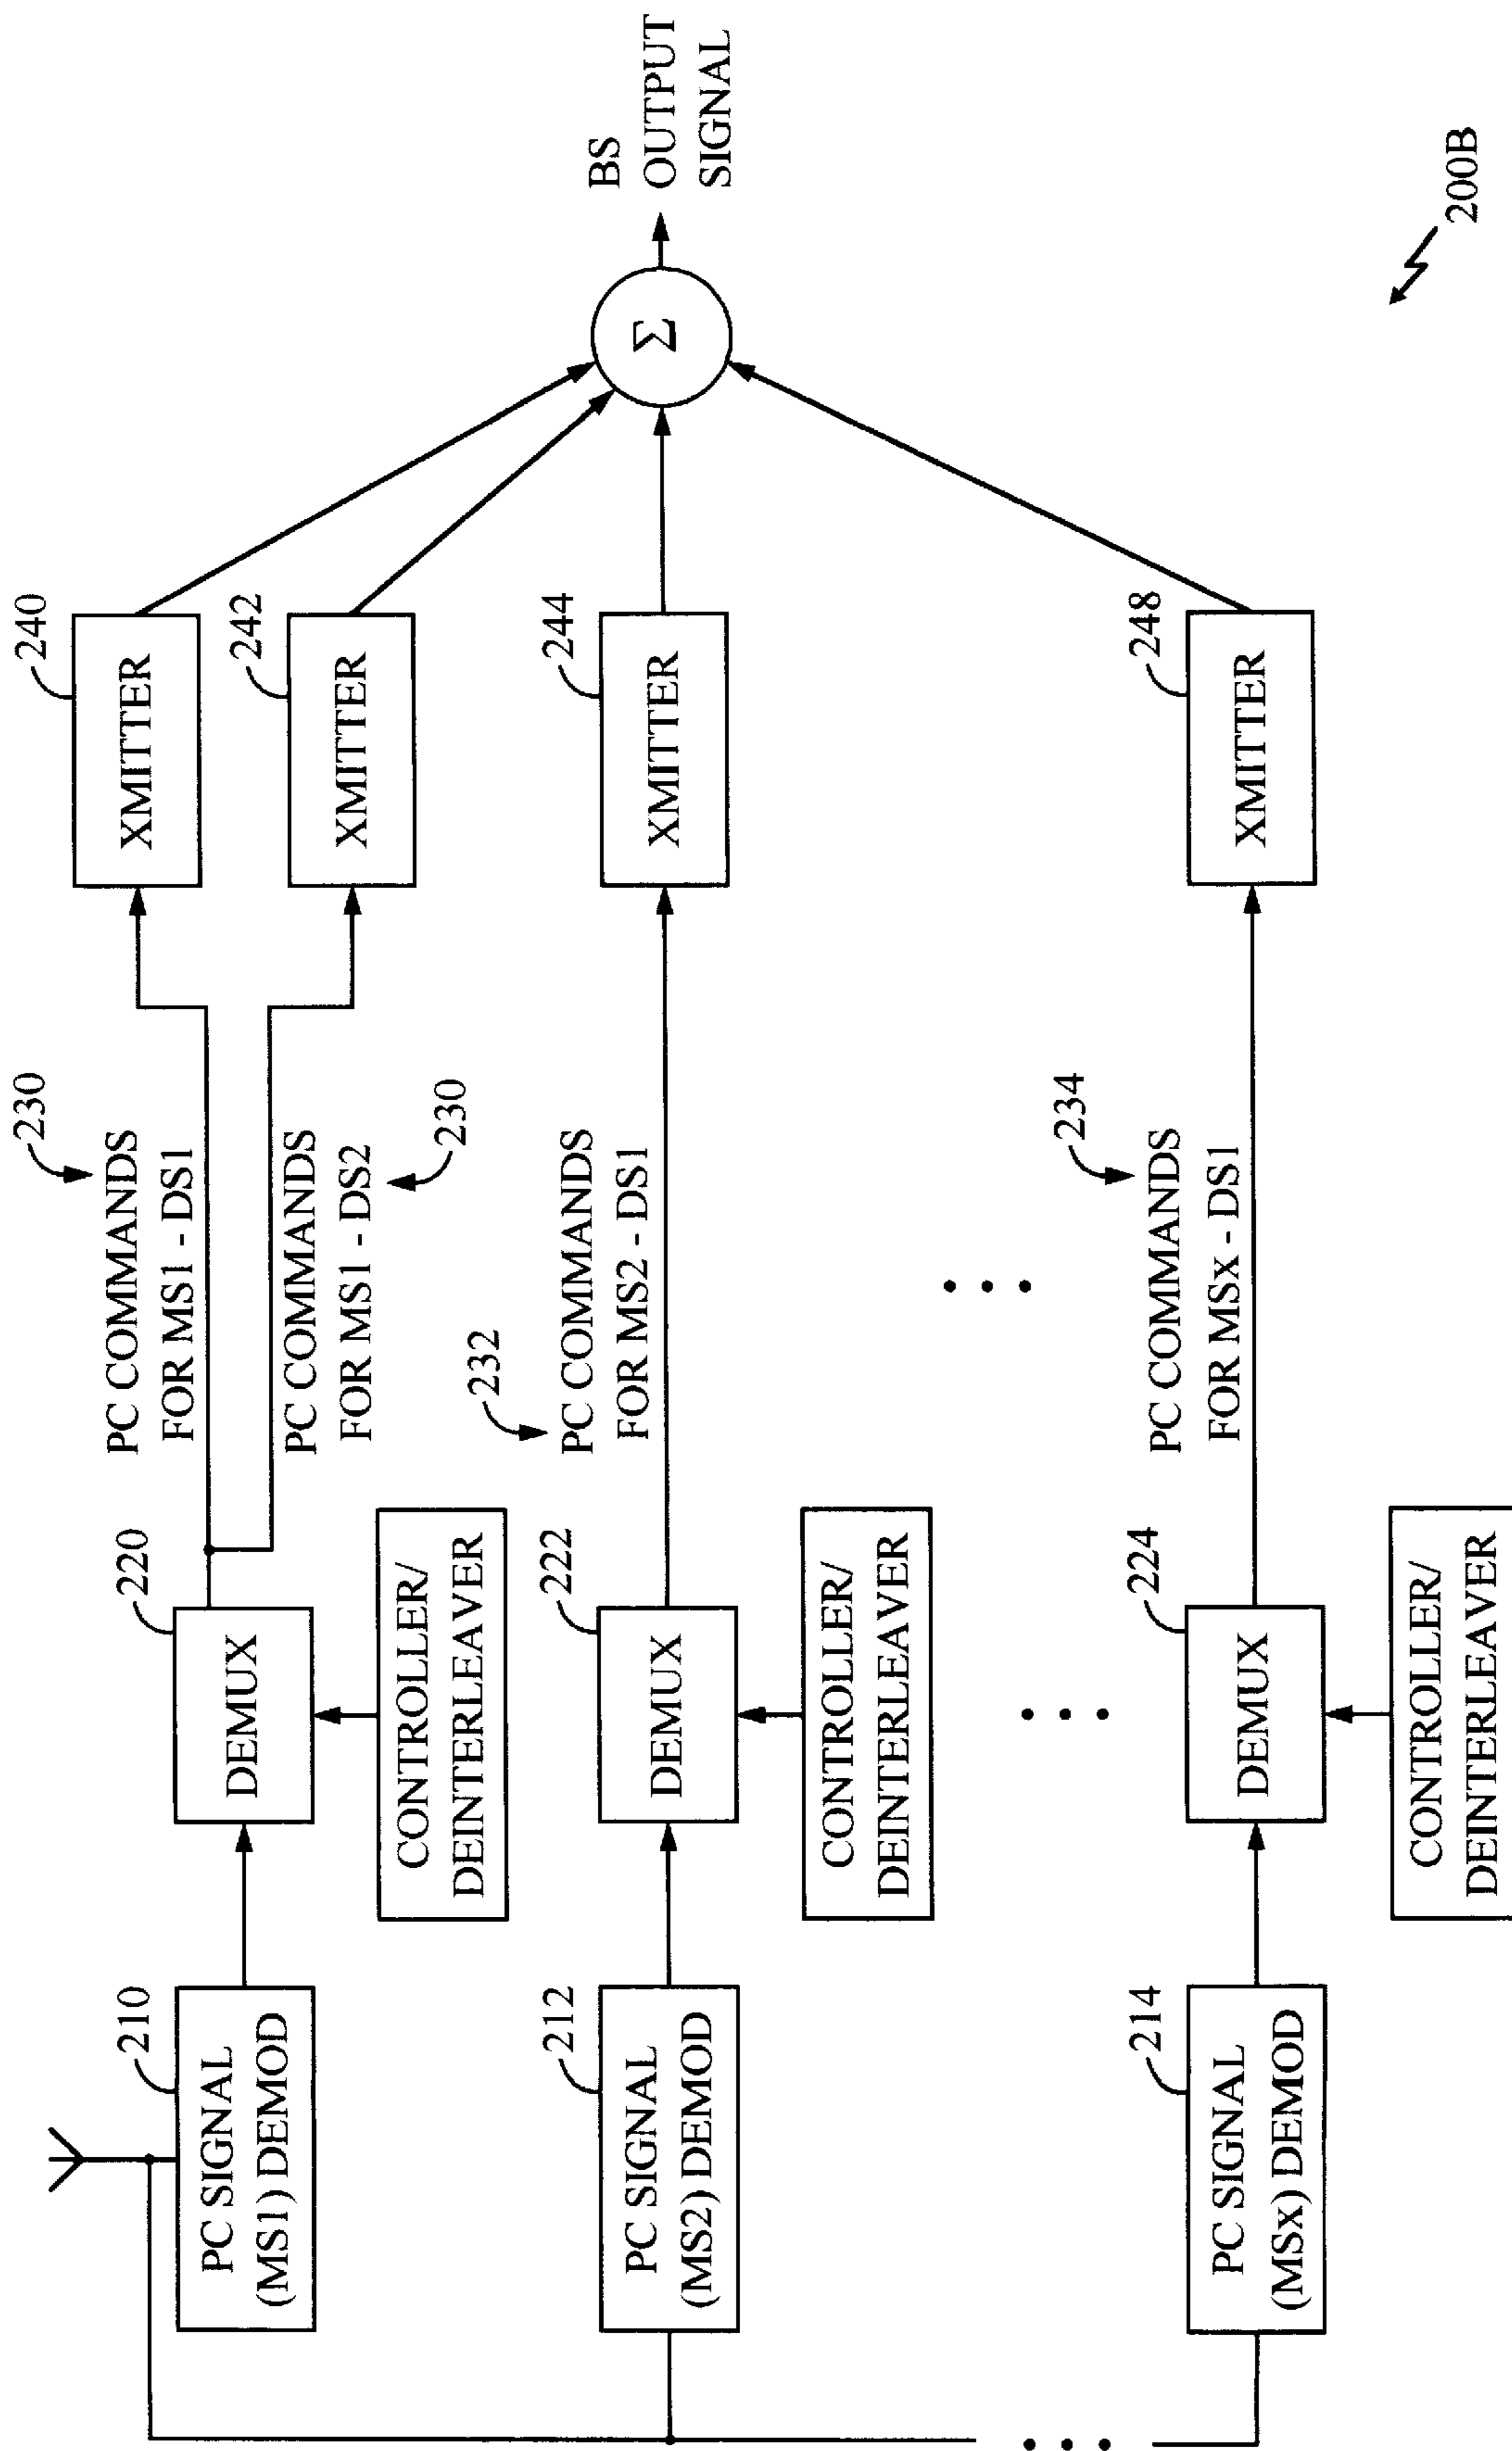 210
PC SIGNAL
(MS1) DEMOD
220
DEMUX
CONTROLLER/
DEINTERLEAVER
230
PC COMMANDS
FOR MS1 - DS1
PC COMMANDS
FOR MS1 - DS2
230
240
XMITTER
242
XMITTER
212
PC SIGNAL
(MS2) DEMOD
222
DEMUX
CONTROLLER/
DEINTERLEAVER
232
PC COMMANDS
FOR MS2 - DS1
244
XMITTER
Σ
BS
OUTPUT
SIGNAL
214
PC SIGNAL
(MSx) DEMOD
224
DEMUX
CONTROLLER/
DEINTERLEAVER
234
PC COMMANDS
FOR MSx - DS1
248
XMITTER
200B